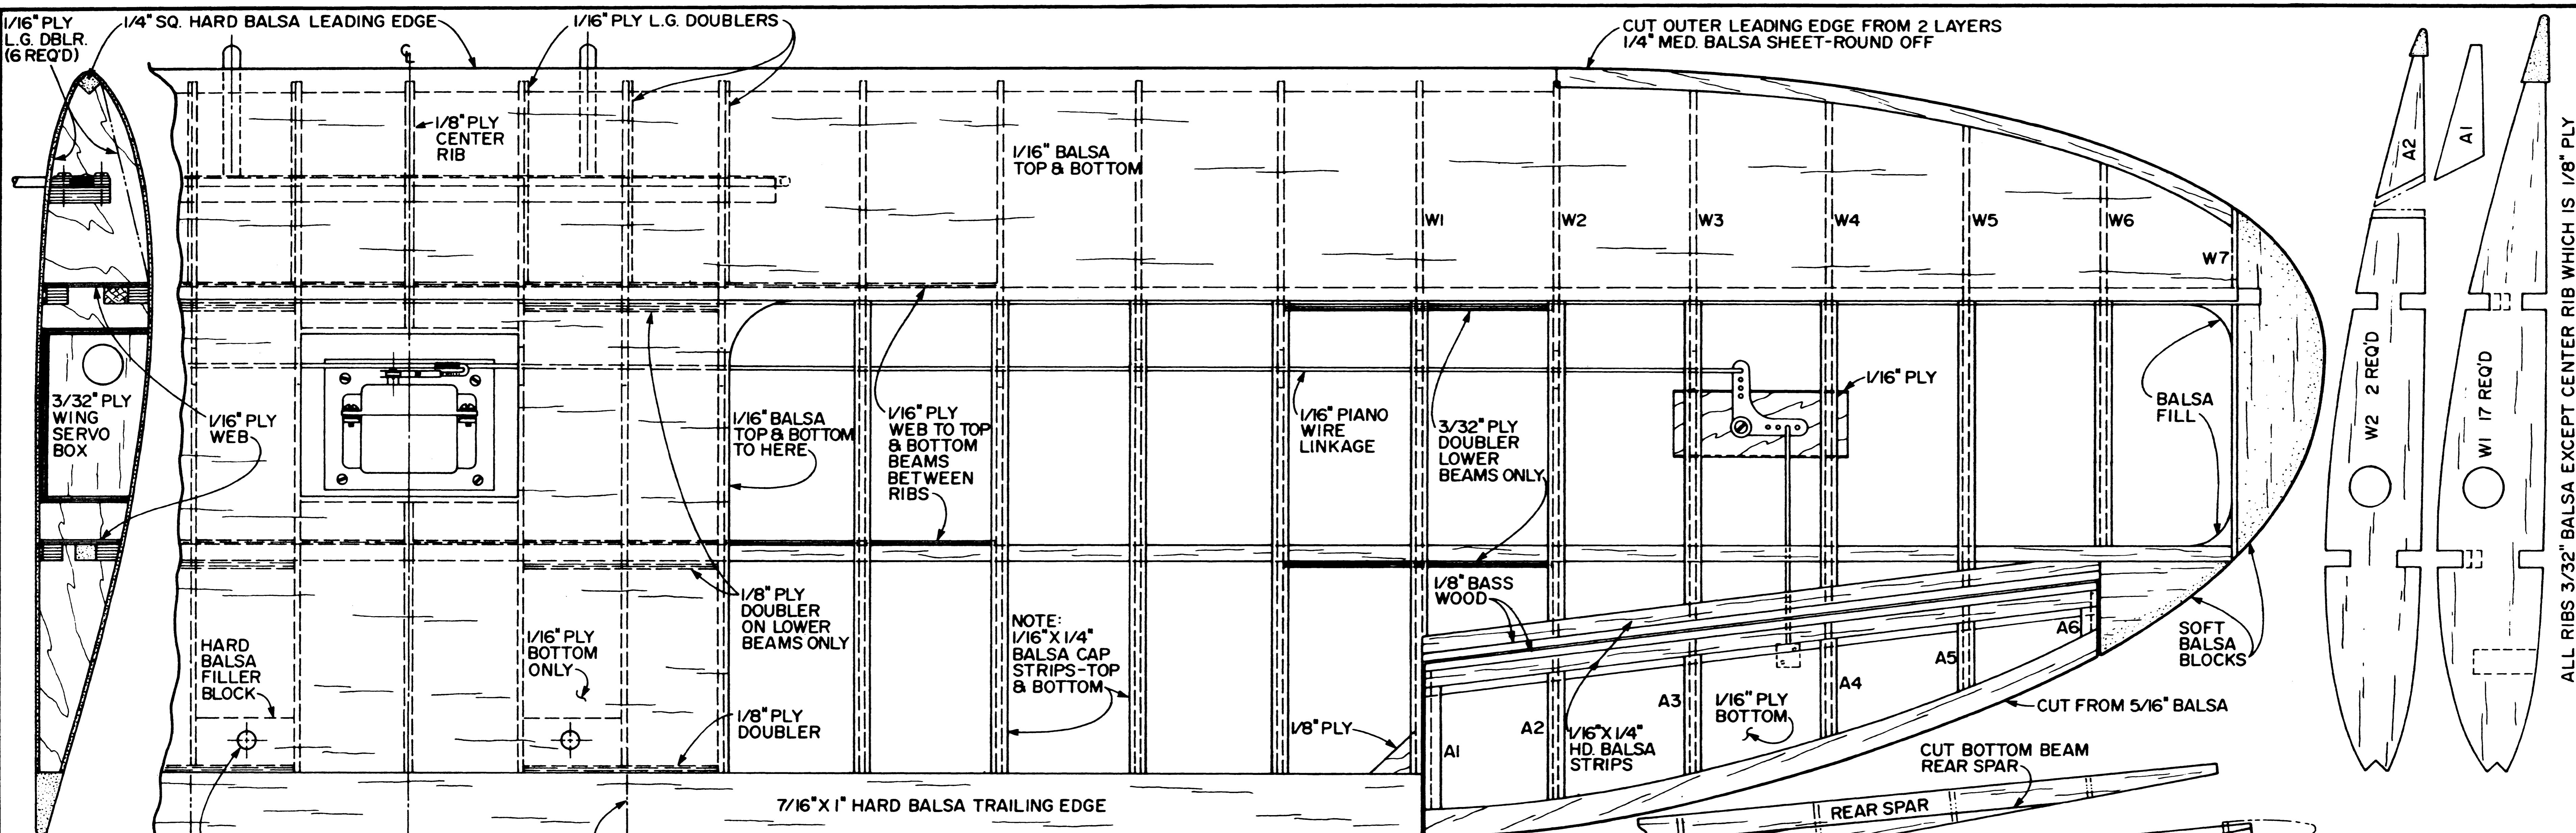 1/16" PLY
L.G. DBLR.
(6 REQ'D)
1/4" SQ. HARD BALSA LEADING EDGE
℄
1/16" PLY L.G. DOUBLERS
CUT OUTER LEADING EDGE FROM 2 LAYERS
1/4" MED. BALSA SHEET-ROUND OFF
1/8" PLY
CENTER
RIB
1/16" BALSA
TOP & BOTTOM
W1
W2
W3
W4
W5
W6
W7
A2
A1
3/32" PLY
WING
SERVO
BOX
1/16" PLY
WEB
1/16" BALSA
TOP & BOTTOM
TO HERE
1/16" PLY
WEB TO TOP
& BOTTOM
BEAMS
BETWEEN
RIBS
1/16" PIANO
WIRE
LINKAGE
3/32" PLY
DOUBLER
LOWER
BEAMS ONLY
1/16" PLY
BALSA
FILL
W2 2 REQ'D
W1 17 REQ'D
ALL RIBS 3/32" BALSA EXCEPT CENTER RIB WHICH IS 1/8" PLY
HARD
BALSA
FILLER
BLOCK
1/16" PLY
BOTTOM
ONLY
1/8" PLY
DOUBLER
ON LOWER
BEAMS ONLY
1/8" PLY
DOUBLER
NOTE:
1/16" X 1/4"
BALSA CAP
STRIPS-TOP
& BOTTOM
1/8" BASS
WOOD
1/8" PLY
A1
A2
1/16" X 1/4"
HD. BALSA
STRIPS
A3
1/16" PLY
BOTTOM
A4
A5
A6
SOFT
BALSA
BLOCKS
CUT FROM 5/16" BALSA
CUT BOTTOM BEAM
REAR SPAR
REAR SPAR
7/16" X 1" HARD BALSA TRAILING EDGE